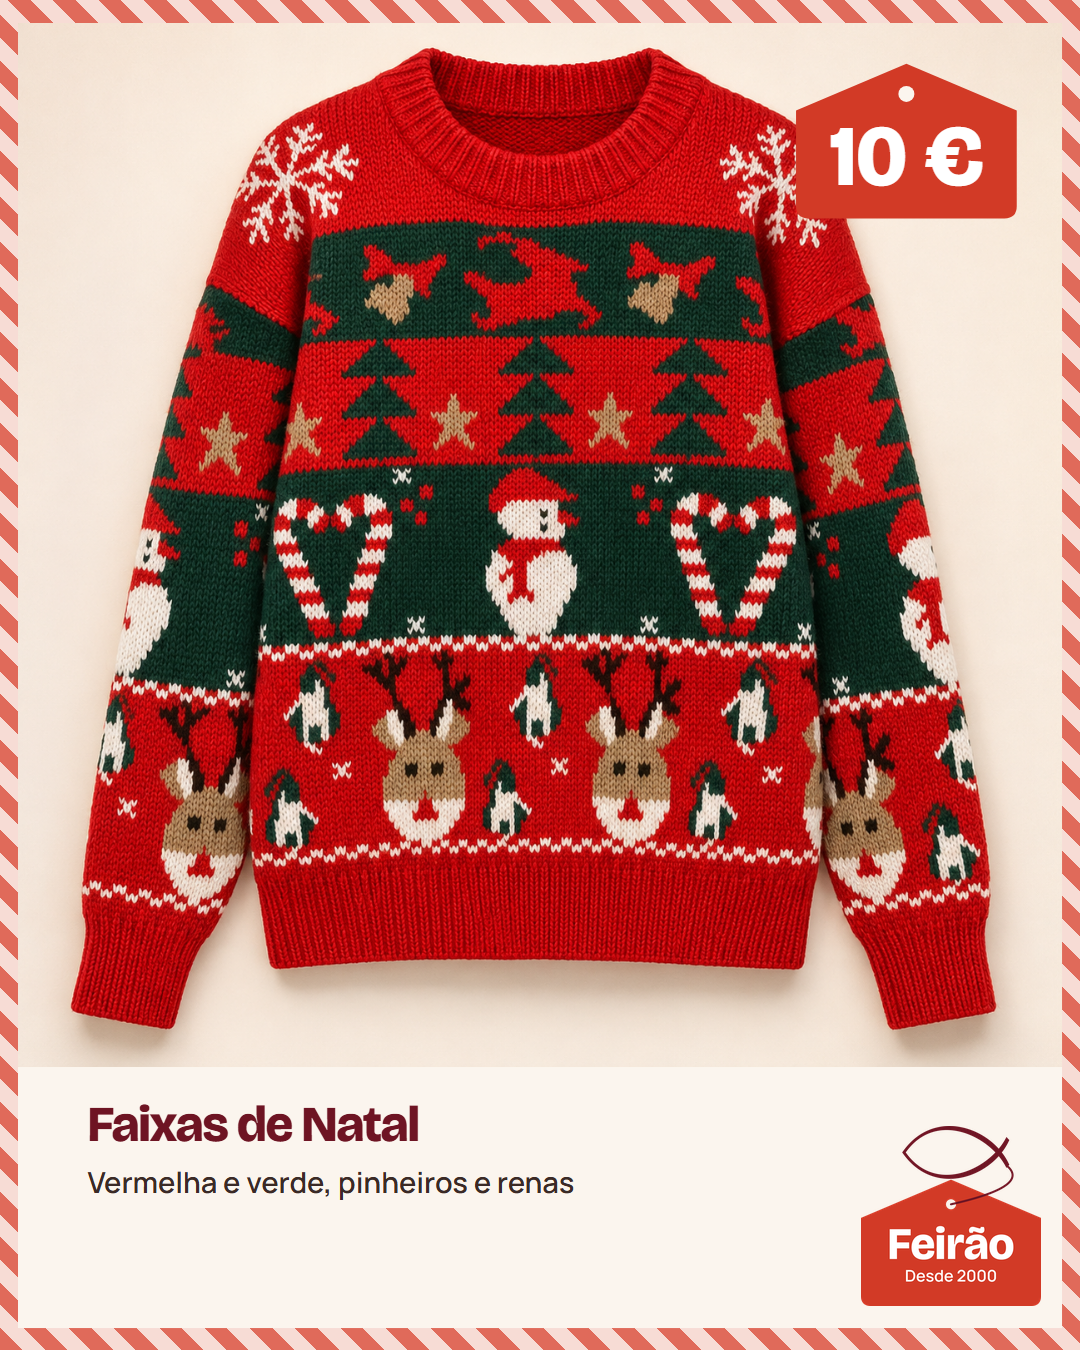 10 €
Faixas de Natal
Vermelha e verde, pinheiros e renas
Feirão
Desde 2000